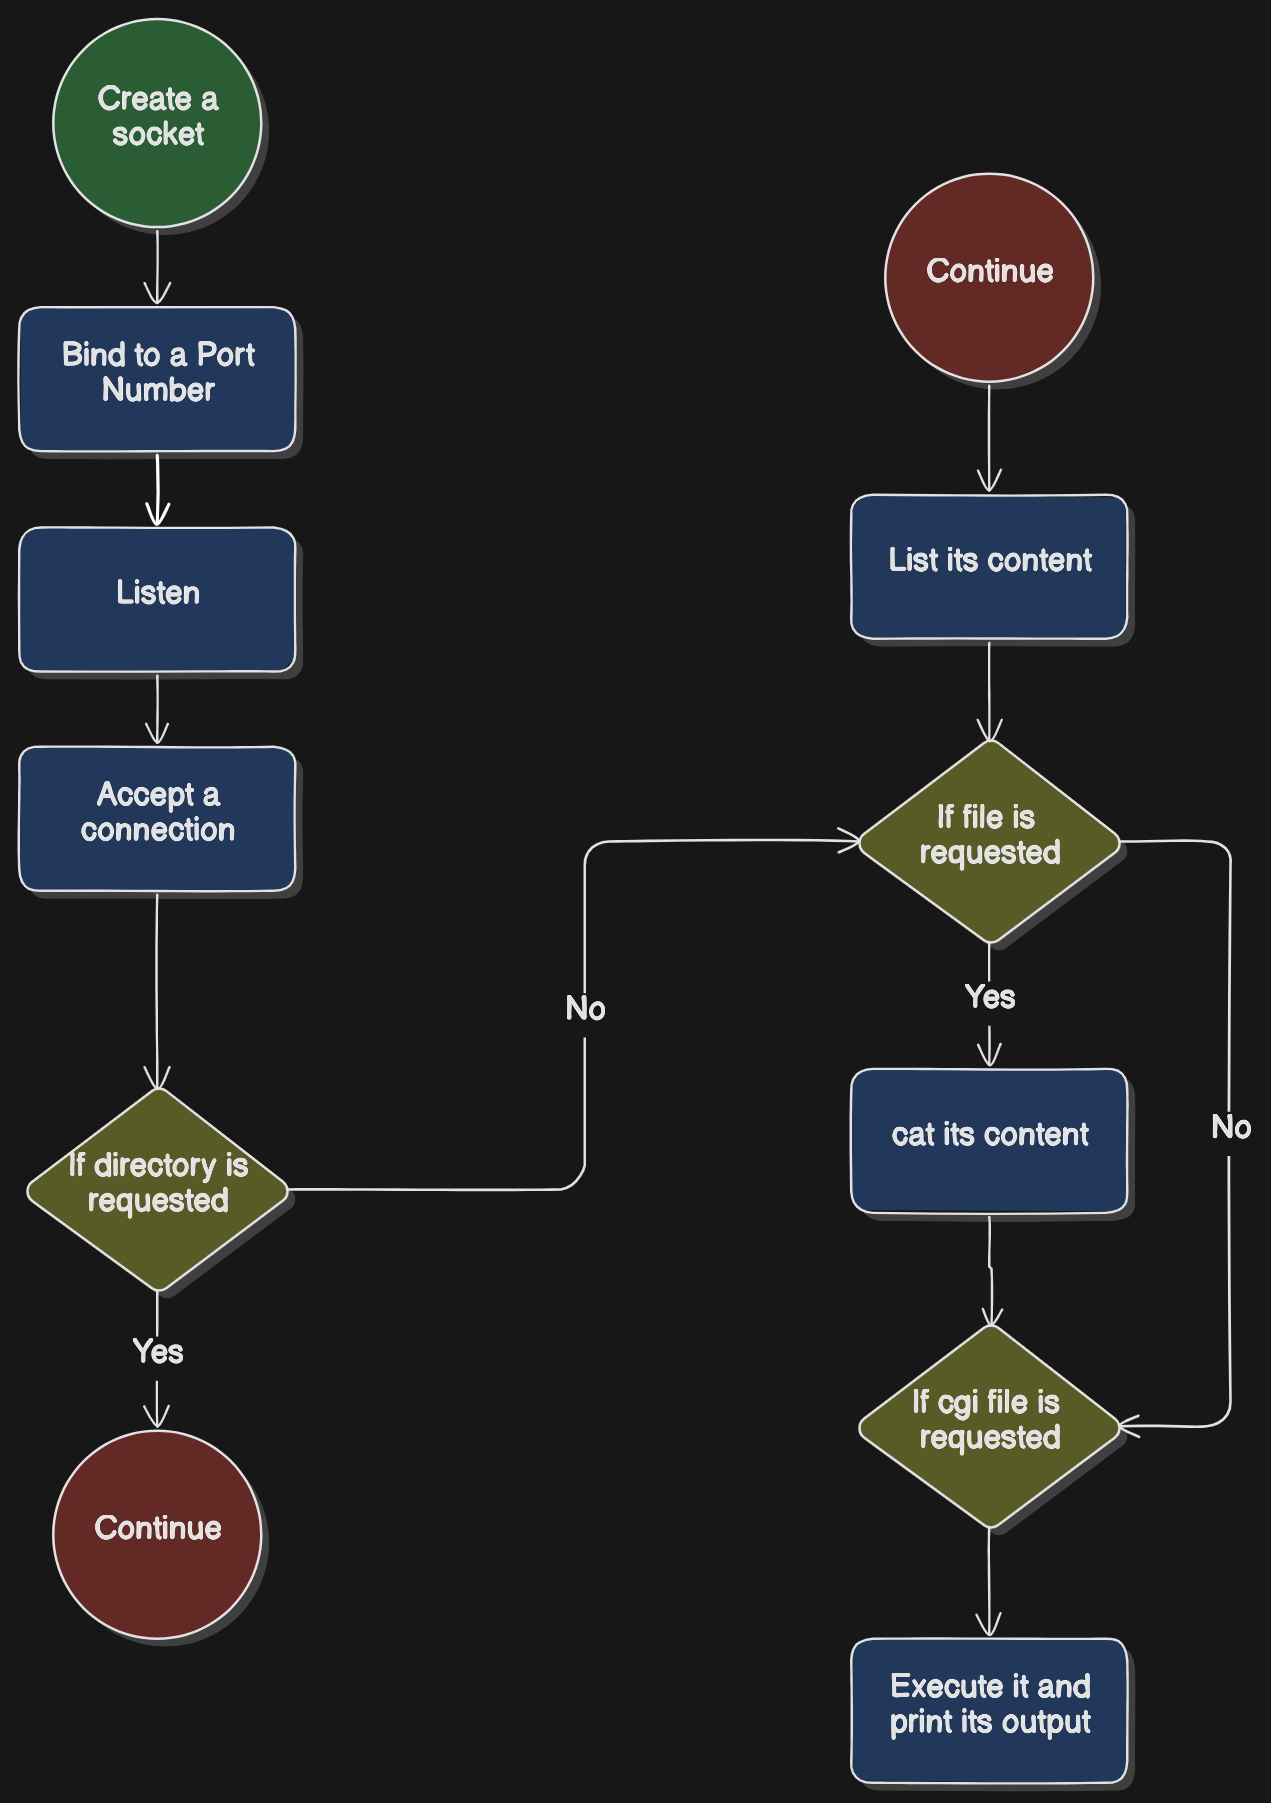 Create a
socket
Bind to a Port
Number
Listen
Accept a
connection
If directory is
requested
No
Yes
Continue
Continue
List its content
If file is
requested
Yes
No
cat its content
If cgi file is
requested
Execute it and
print its output